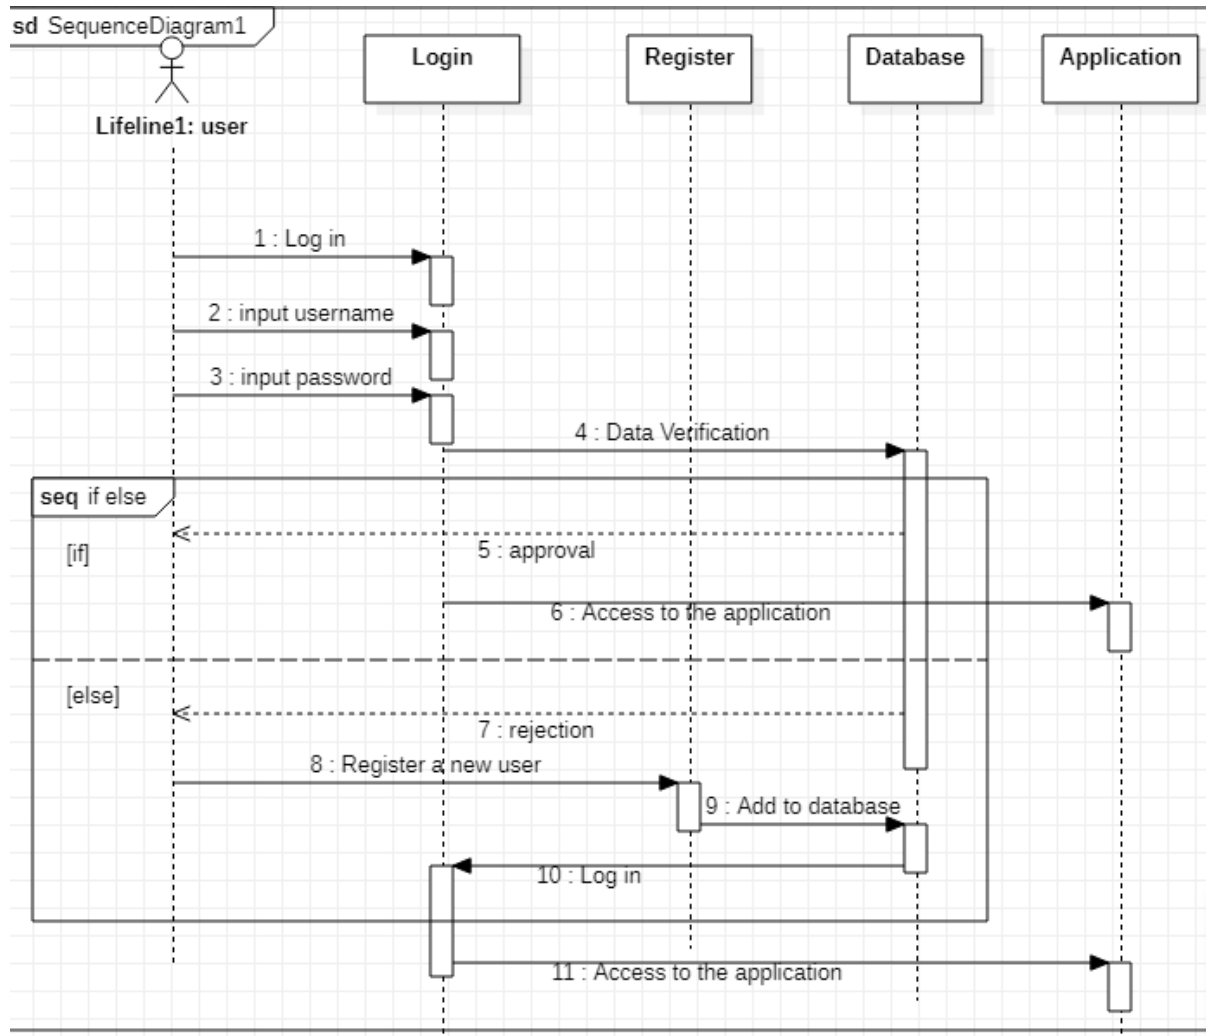 sd SequenceDiagram1
Login
Register
Database
Application
Lifeline1: user
1 : Log in
2 : input username
3 : input password
4 : Data Verification
seq if else
[if]
5 : approval
6 : Access to the application
[else]
7 : rejection
8 : Register a new user
9 : Add to database
10 : Log in
11 : Access to the application